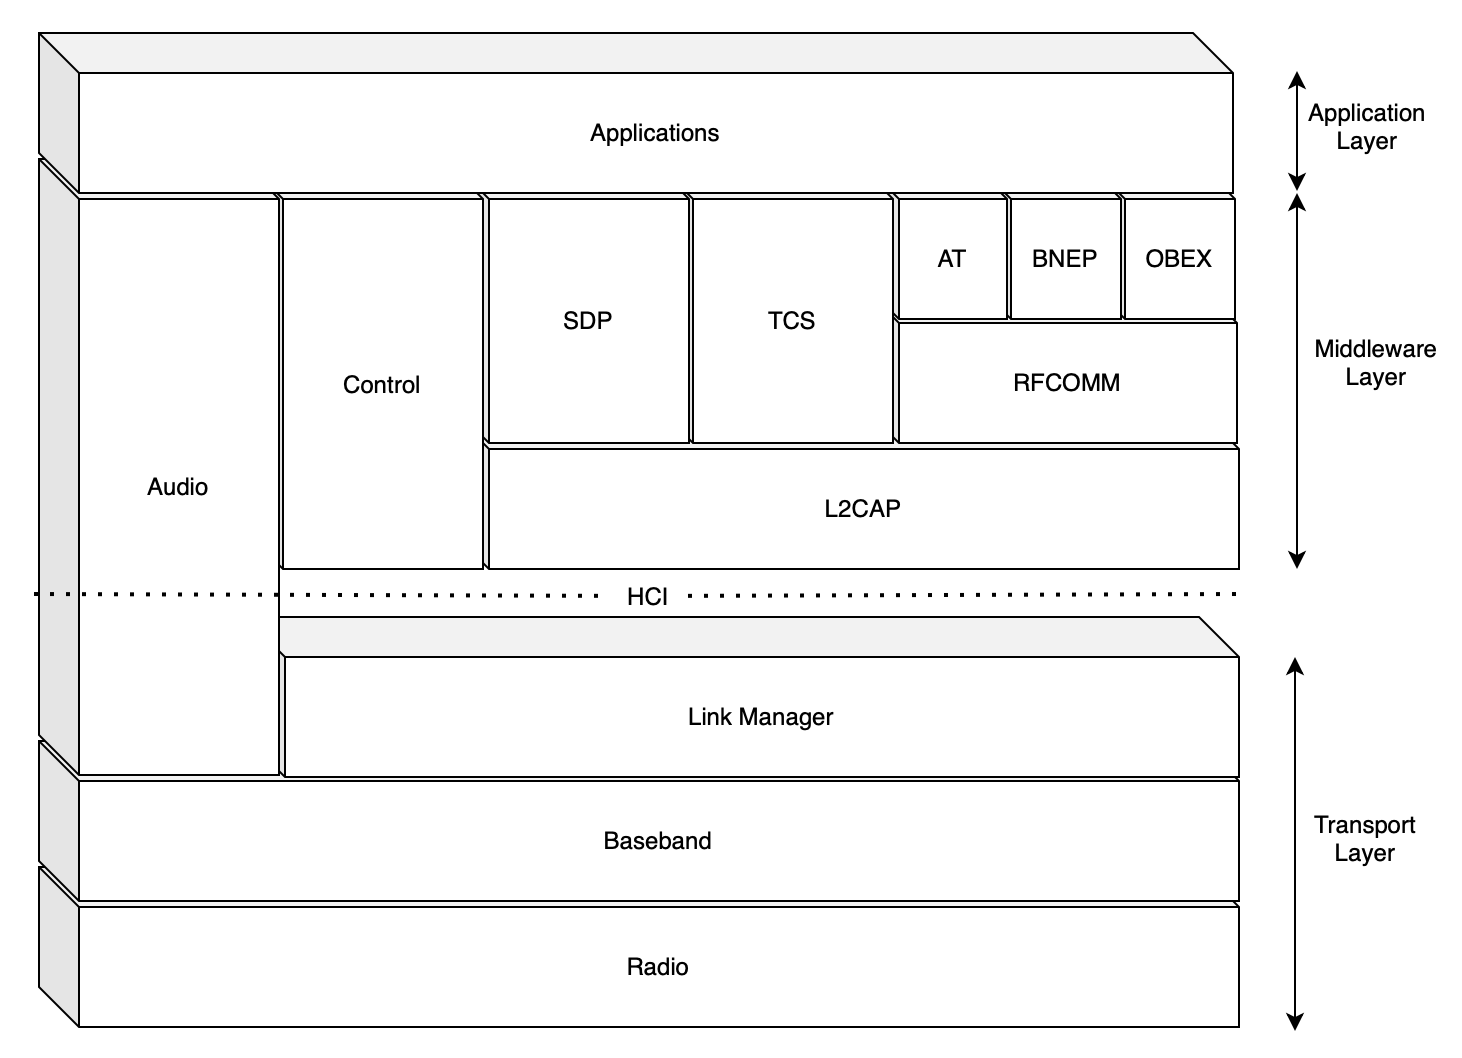 Applications
Application
Layer
AT
BNEP
OBEX
SDP
TCS
Control
RFCOMM
Middleware
Layer
Audio
L2CAP
HCI
Link Manager
Baseband
Transport
Layer
Radio